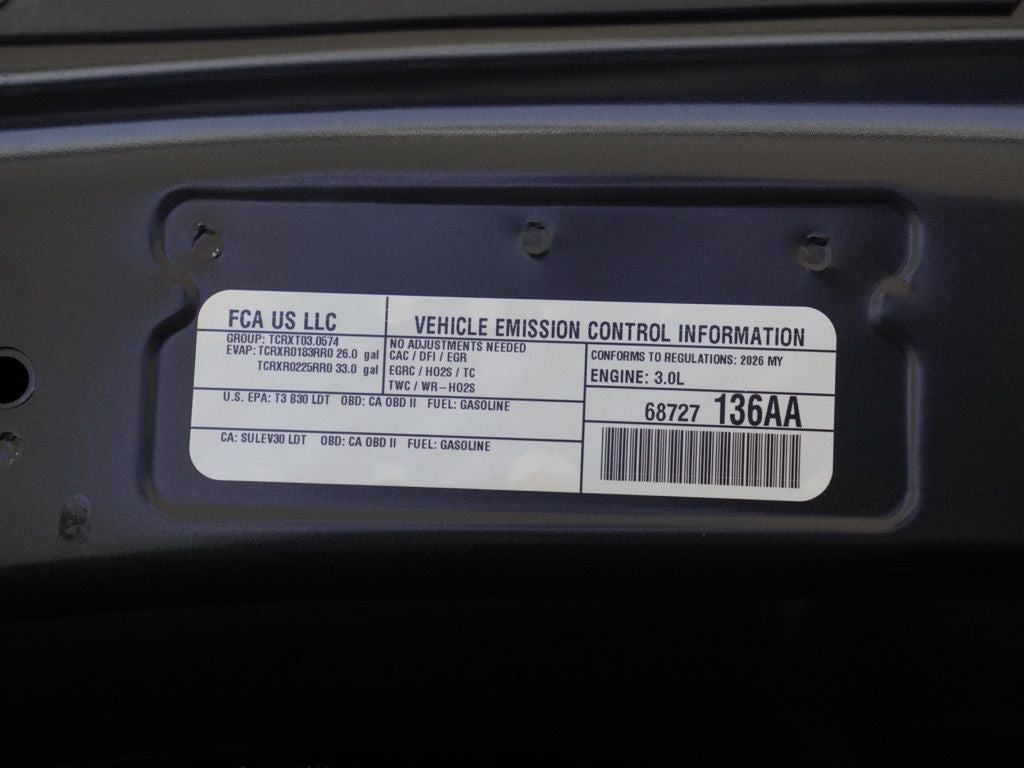 FCA US LLC
GROUP: TCRXT03.0574
EVAP: TCRXR0183RR0 26.0 gal
TCRXR0225RR0 33.0 gal
VEHICLE EMISSION CONTROL INFORMATION
NO ADJUSTMENTS NEEDED
CAC / DFI / EGR
EGRC / HO2S / TC
TWC / WR-HO2S
CONFORMS TO REGULATIONS: 2026 MY
ENGINE: 3.0L
U.S. EPA: T3 B30 LDT OBD: CA OBD II FUEL: GASOLINE
CA: SULEV30 LDT OBD: CA OBD II FUEL: GASOLINE
68727 136AA